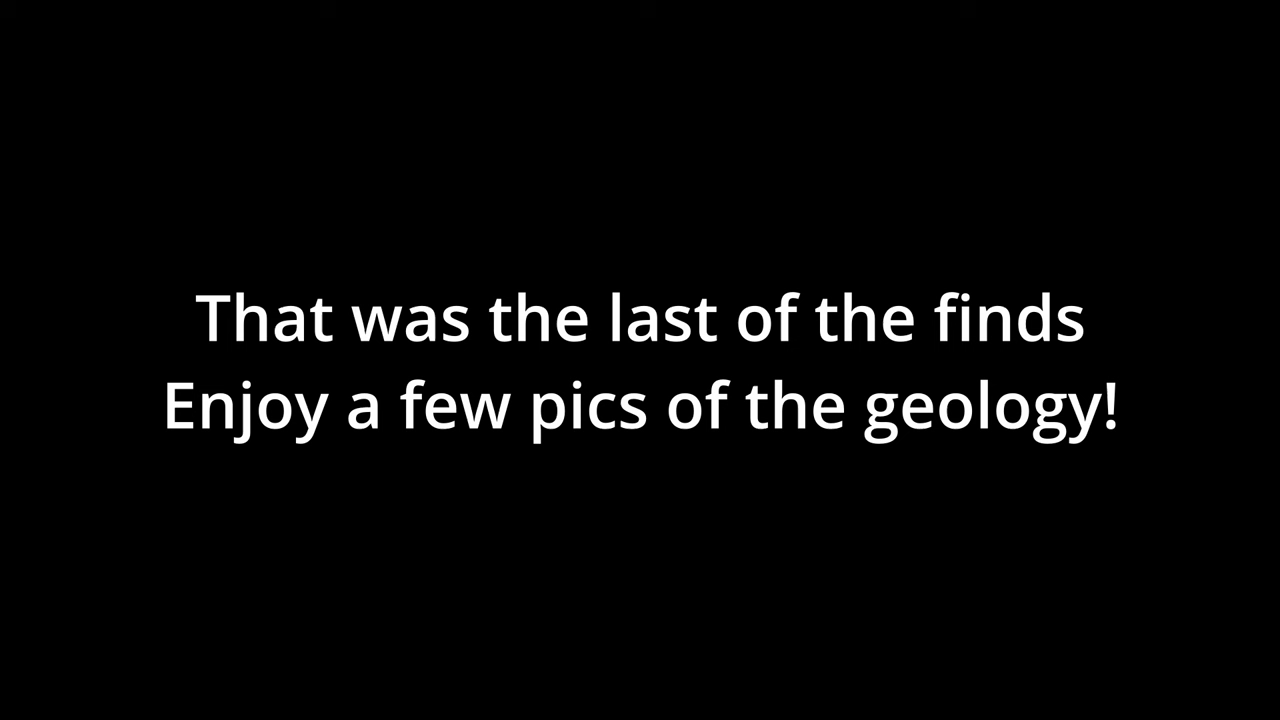 That was the last of the finds
Enjoy a few pics of the geology!